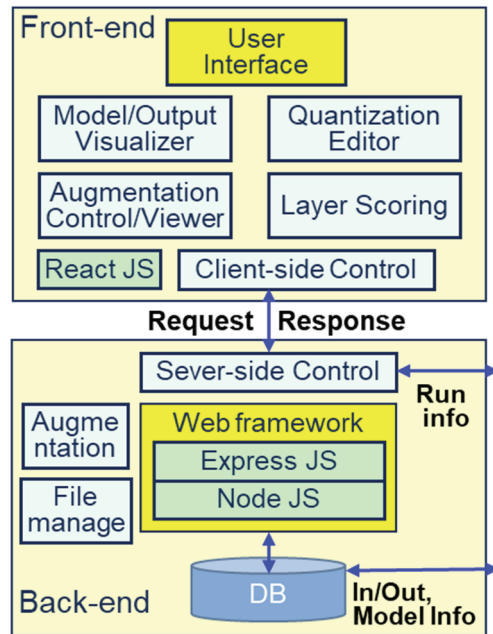 Front-end
User
Interface
Model/Output
Visualizer
Quantization
Editor
Augmentation
Control/Viewer
Layer Scoring
React JS
Client-side Control
Request
Response
Sever-side Control
Run
info
Augme
ntation
Web framework
Express JS
Node JS
File
manage
DB
In/Out,
Model Info
Back-end